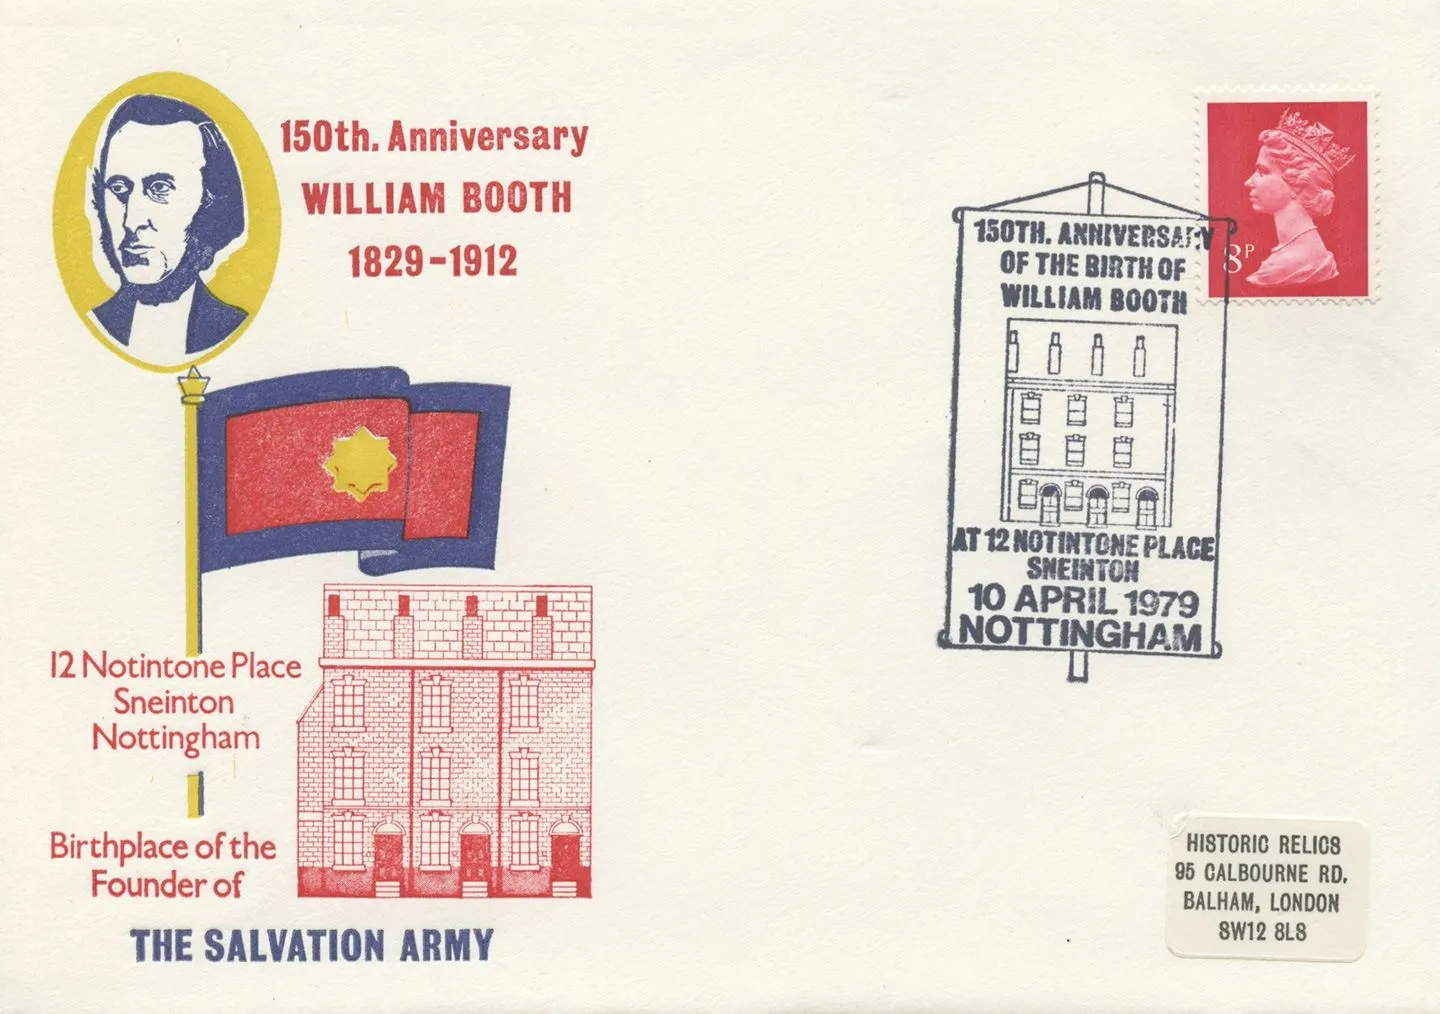 150th. Anniversary
WILLIAM BOOTH
1829-1912
12 Notintone Place
Sneinton
Nottingham
Birthplace of the
Founder of
THE SALVATION ARMY
150TH. ANNIVERSARY
OF THE BIRTH OF
WILLIAM BOOTH
AT 12 NOTINTONE PLACE
SNEINTON
10 APRIL 1979
NOTTINGHAM
8P
HISTORIC RELICS
95 CALBOURNE RD.
BALHAM, LONDON
SW12 8LS